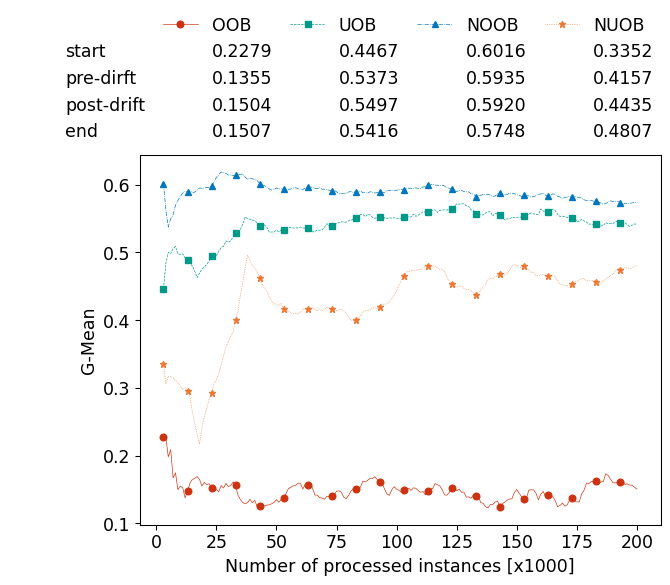 OOB UOB NOOB NUOB
start 0.2279 0.4467 0.6016 0.3352
pre-dirft 0.1355 0.5373 0.5935 0.4157
post-drift 0.1504 0.5497 0.5920 0.4435
end 0.1507 0.5416 0.5748 0.4807
0.6
0.5
0.4
0.3
0.2
0.1
G-Mean
0 25 50 75 100 125 150 175 200
Number of processed instances [x1000]